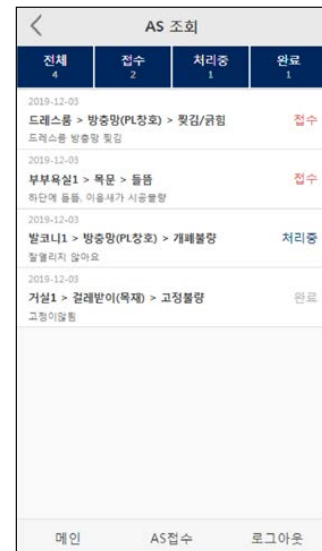 AS 조회
전체 접수 처리중 완료
4 2 1 1
2019-12-03
드레스룸 > 방충망(PL창호) > 찢김/긁힘 접수
드레스룸 방충망 찢김
2019-12-03
부부욕실1 > 목문 > 들뜸 접수
하단에 들뜸, 이음새가 시공불량
2019-12-03
발코니1 > 방충망(PL창호) > 개폐불량 처리중
잘열리지 않아요
2019-12-03
거실1 > 걸레받이(목재) > 고정불량 완료
고정이않됨
메인 AS접수 로그아웃